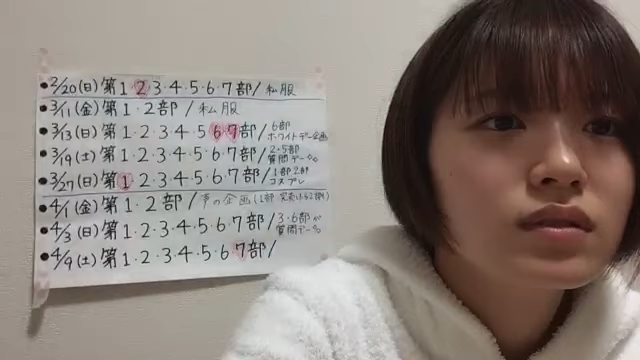 ●2/20(日)第1・2・3・4・5・6・7部/私服
●3/11(金)第1・2部/私服
●3/13(日)第1・2・3・4・5・6・7部/6部 ホワイトデー企画
●3/19(土)第1・2・3・4・5・6・7部/2・5部 質問デー
●3/27(日)第1・2・3・4・5・6・7部/1部2部 コスプレ
●4/1(金)第1・2部/の企画(1部
●4/3(日)第1・2・3・4・5・6・7部/3・6部が 質問デー
●4/9(土)第1・2・3・4・5・6・7部/